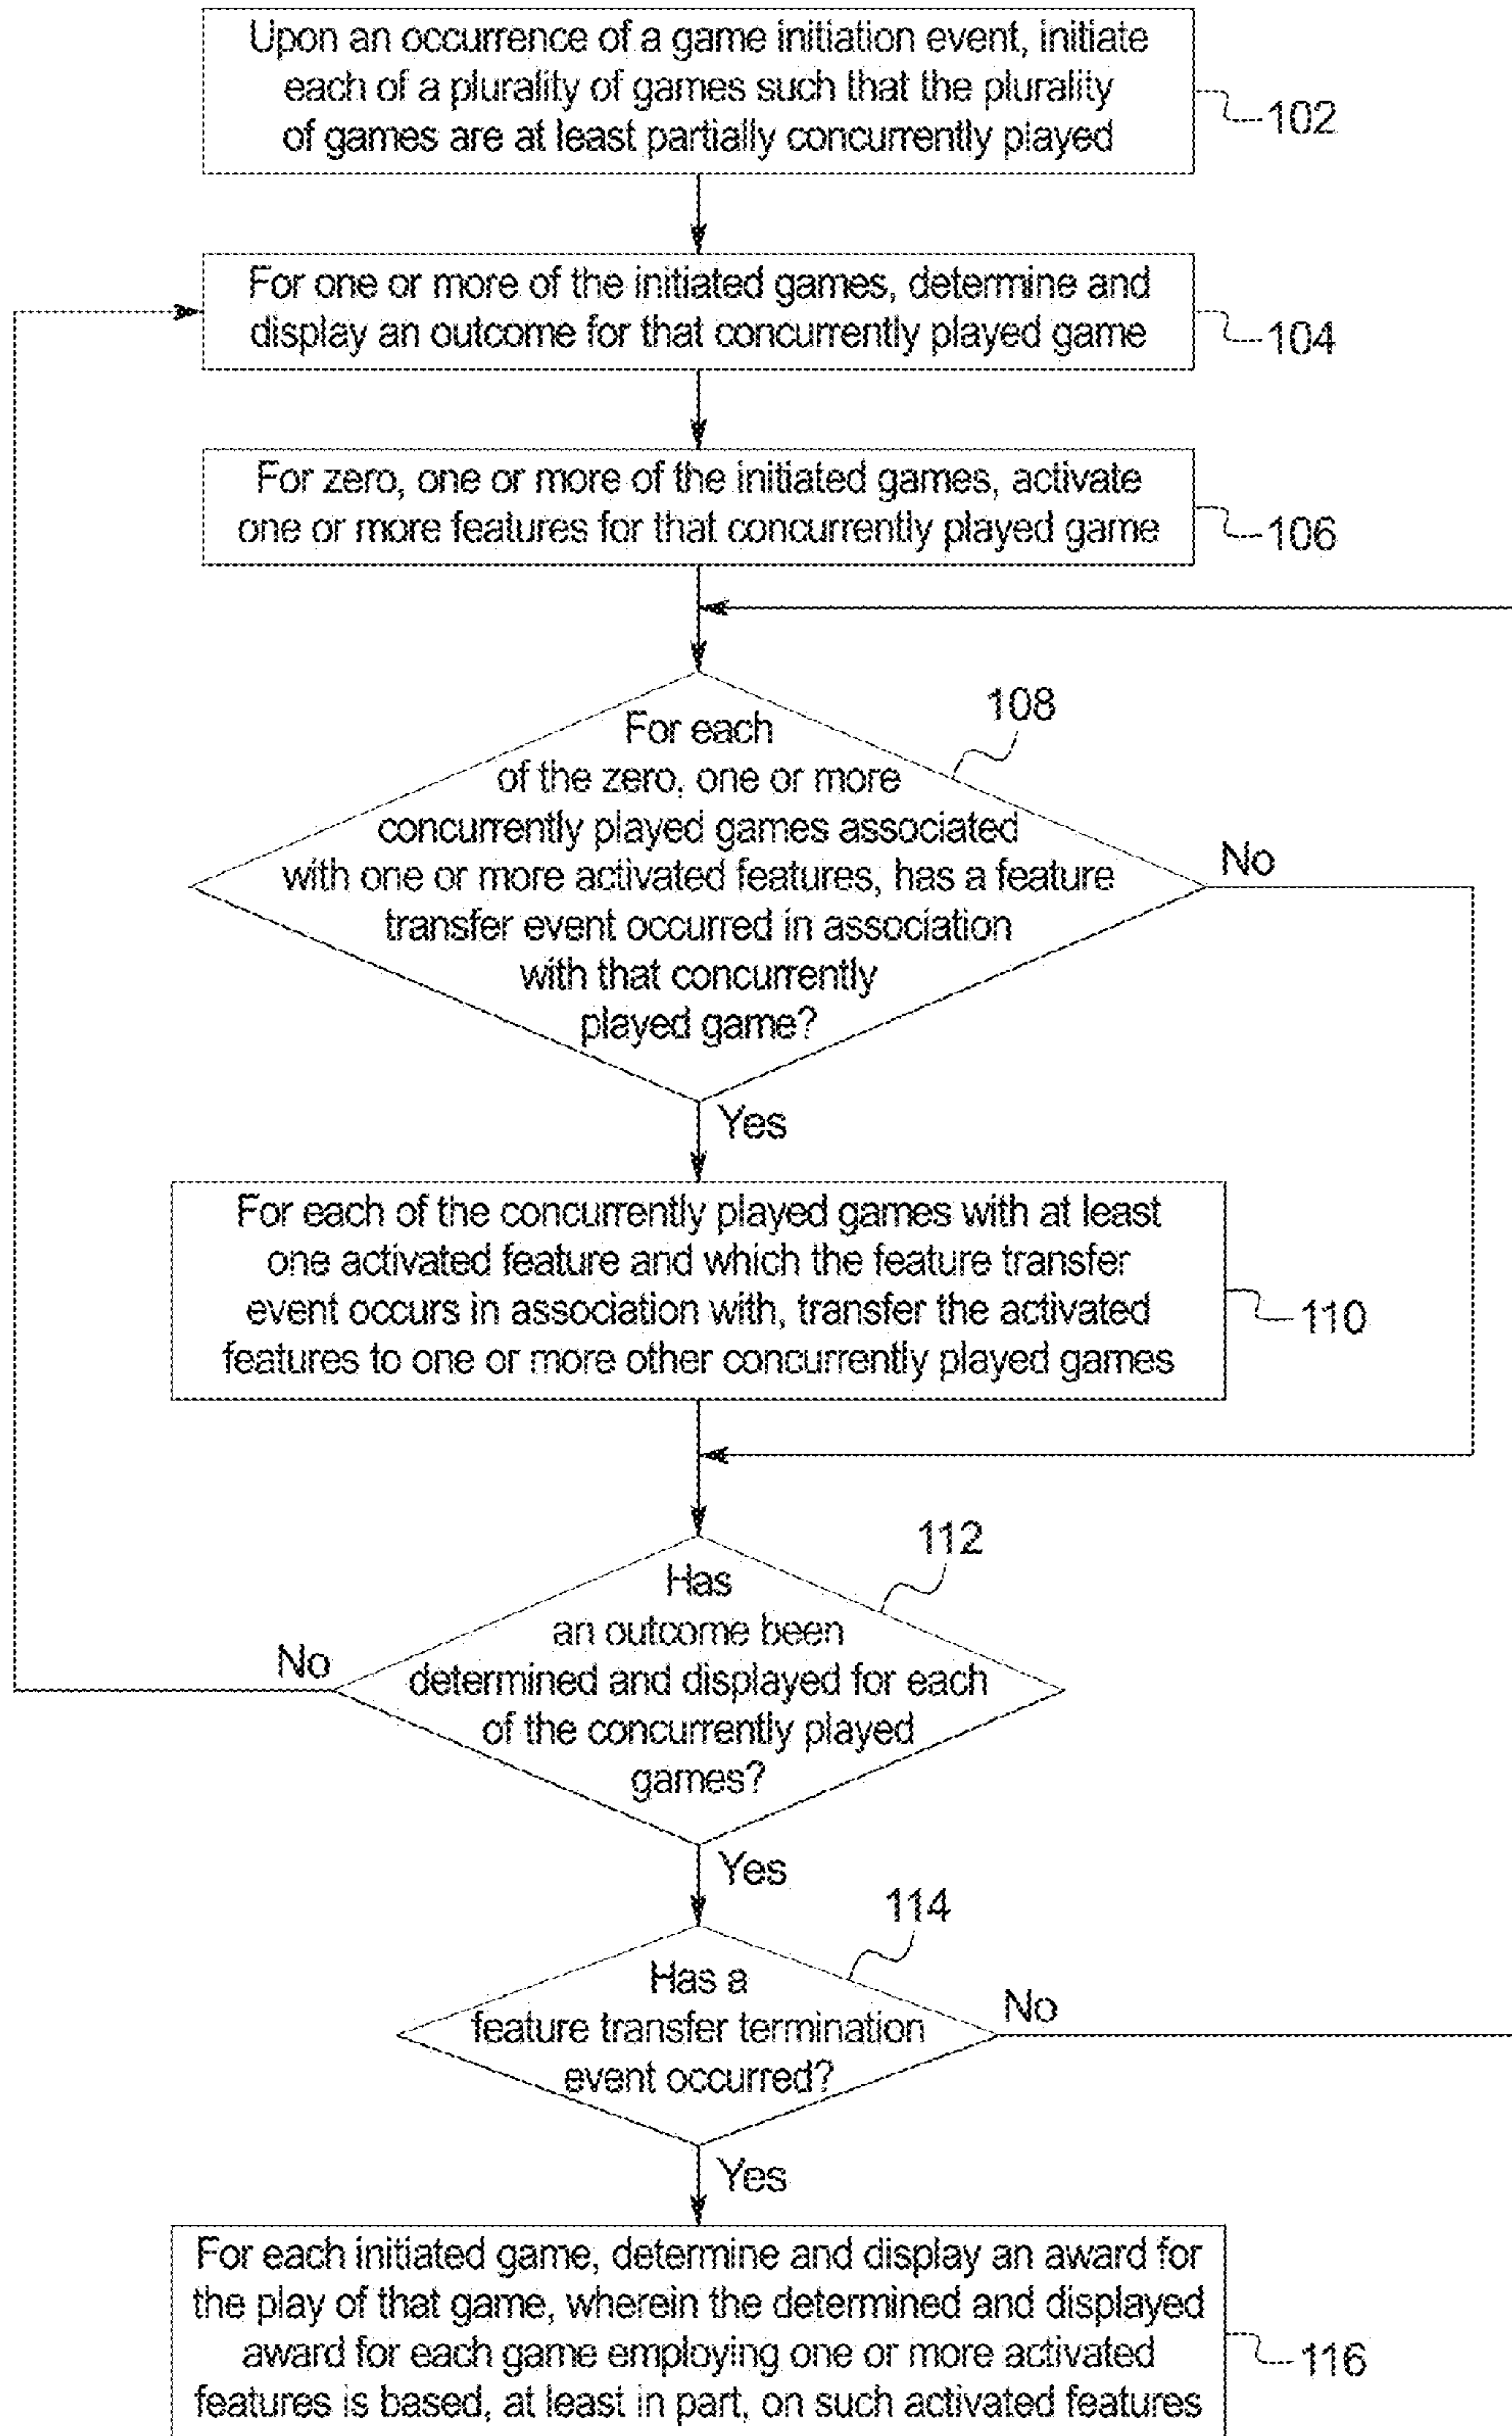 Upon an occurrence of a game initiation event, initiate
each of a plurality of games such that the plurality
of games are at least partially concurrently played
102
For one or more of the initiated games, determine and
display an outcome for that concurrently played game
104
For zero, one or more of the initiated games, activate
one or more features for that concurrently played game
106
108
For each
of the zero, one or more
concurrently played games associated
with one or more activated features, has a feature
transfer event occurred in association
with that concurrently
played game?
No
Yes
For each of the concurrently played games with at least
one activated feature and which the feature transfer
event occurs in association with, transfer the activated
features to one or more other concurrently played games
110
112
Has
an outcome been
determined and displayed for each
of the concurrently played
games?
No
Yes
114
Has a
feature transfer termination
event occurred?
No
Yes
For each initiated game, determine and display an award for
the play of that game, wherein the determined and displayed
award for each game employing one or more activated
features is based, at least in part, on such activated features
116